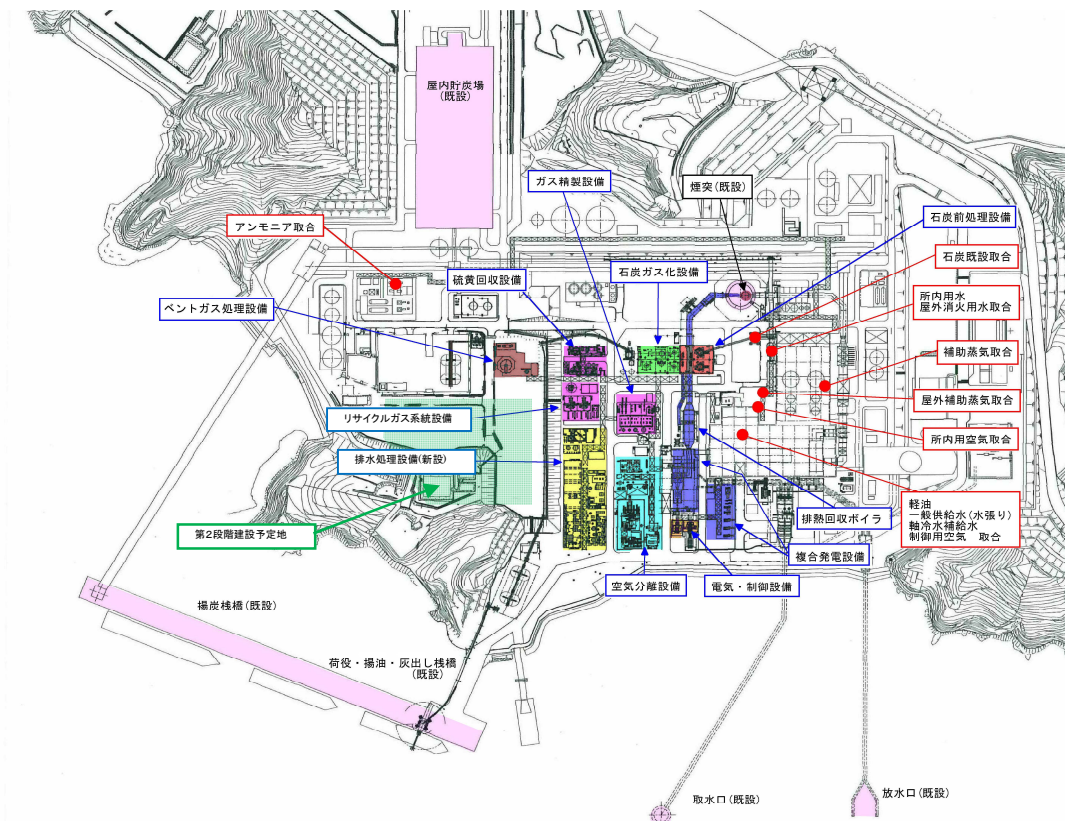 屋内貯炭場
(既設)
ガス精製設備
煙突(既設)
石炭前処理設備
アンモニア取合
石炭既設取合
硫黄回収設備
石炭ガス化設備
ベントガス処理設備
所内用水
屋外消火用水取合
補助蒸気取合
屋外補助蒸気取合
リサイクルガス系統設備
所内用空気取合
排水処理設備(新設)
軽油
一般供給水(水張り)
軸冷水補給水
制御用空気 取合
排熱回収ボイラ
第2段階建設予定地
複合発電設備
空気分離設備
電気・制御設備
揚炭桟橋(既設)
荷役・揚油・灰出し桟橋
(既設)
取水口(既設)
放水口(既設)